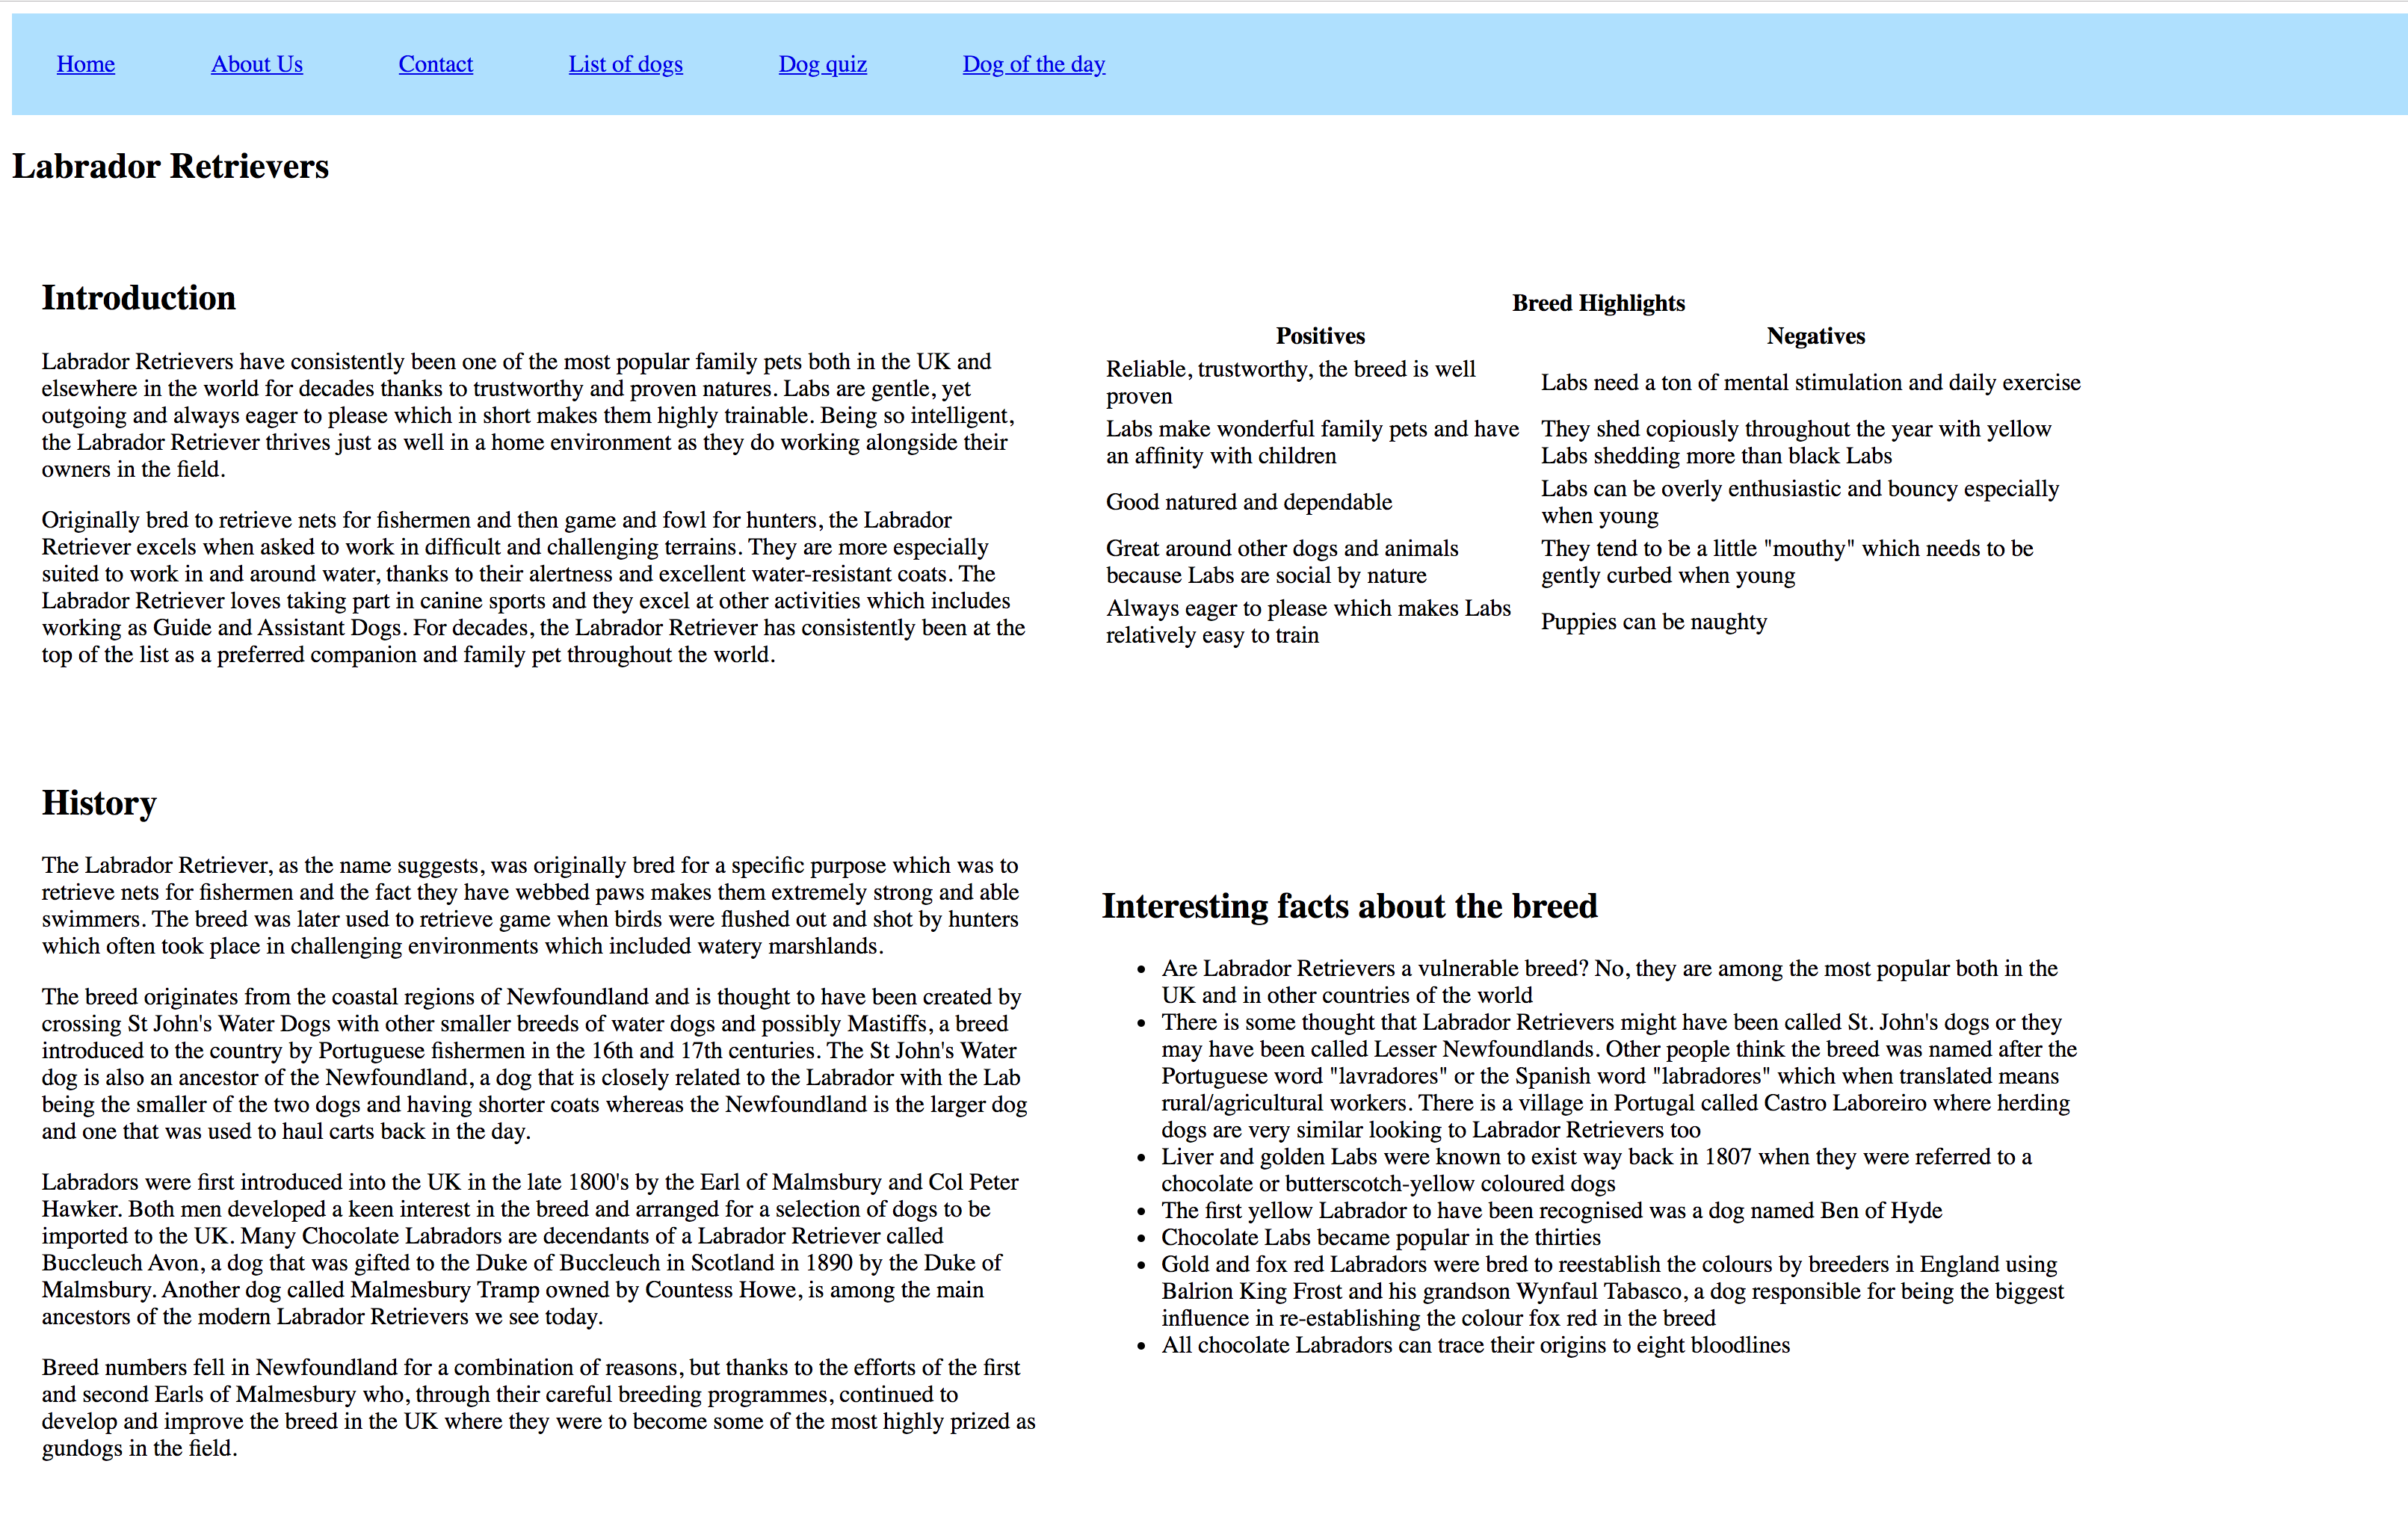 Home About Us Contact List of dogs Dog quiz Dog of the day
Labrador Retrievers
Introduction
Labrador Retrievers have consistently been one of the most popular family pets both in the UK and
elsewhere in the world for decades thanks to trustworthy and proven natures. Labs are gentle, yet
outgoing and always eager to please which in short makes them highly trainable. Being so intelligent,
the Labrador Retriever thrives just as well in a home environment as they do working alongside their
owners in the field.
Originally bred to retrieve nets for fishermen and then game and fowl for hunters, the Labrador
Retriever excels when asked to work in difficult and challenging terrains. They are more especially
suited to work in and around water, thanks to their alertness and excellent water-resistant coats. The
Labrador Retriever loves taking part in canine sports and they excel at other activities which includes
working as Guide and Assistant Dogs. For decades, the Labrador Retriever has consistently been at the
top of the list as a preferred companion and family pet throughout the world.
Breed Highlights
Positives Negatives
Reliable, trustworthy, the breed is well
proven
Labs need a ton of mental stimulation and daily exercise
Labs make wonderful family pets and have
an affinity with children
They shed copiously throughout the year with yellow
Labs shedding more than black Labs
Good natured and dependable
Labs can be overly enthusiastic and bouncy especially
when young
Great around other dogs and animals
because Labs are social by nature
They tend to be a little "mouthy" which needs to be
gently curbed when young
Always eager to please which makes Labs
relatively easy to train
Puppies can be naughty
History
The Labrador Retriever, as the name suggests, was originally bred for a specific purpose which was to
retrieve nets for fishermen and the fact they have webbed paws makes them extremely strong and able
swimmers. The breed was later used to retrieve game when birds were flushed out and shot by hunters
which often took place in challenging environments which included watery marshlands.
The breed originates from the coastal regions of Newfoundland and is thought to have been created by
crossing St John's Water Dogs with other smaller breeds of water dogs and possibly Mastiffs, a breed
introduced to the country by Portuguese fishermen in the 16th and 17th centuries. The St John's Water
dog is also an ancestor of the Newfoundland, a dog that is closely related to the Labrador with the Lab
being the smaller of the two dogs and having shorter coats whereas the Newfoundland is the larger dog
and one that was used to haul carts back in the day.
Labradors were first introduced into the UK in the late 1800's by the Earl of Malmsbury and Col Peter
Hawker. Both men developed a keen interest in the breed and arranged for a selection of dogs to be
imported to the UK. Many Chocolate Labradors are decendants of a Labrador Retriever called
Buccleuch Avon, a dog that was gifted to the Duke of Buccleuch in Scotland in 1890 by the Duke of
Malmsbury. Another dog called Malmesbury Tramp owned by Countess Howe, is among the main
ancestors of the modern Labrador Retrievers we see today.
Breed numbers fell in Newfoundland for a combination of reasons, but thanks to the efforts of the first
and second Earls of Malmesbury who, through their careful breeding programmes, continued to
develop and improve the breed in the UK where they were to become some of the most highly prized as
gundogs in the field.
Interesting facts about the breed
• Are Labrador Retrievers a vulnerable breed? No, they are among the most popular both in the
UK and in other countries of the world
• There is some thought that Labrador Retrievers might have been called St. John's dogs or they
may have been called Lesser Newfoundlands. Other people think the breed was named after the
Portuguese word "lavradores" or the Spanish word "labradores" which when translated means
rural/agricultural workers. There is a village in Portugal called Castro Laboreiro where herding
dogs are very similar looking to Labrador Retrievers too
• Liver and golden Labs were known to exist way back in 1807 when they were referred to a
chocolate or butterscotch-yellow coloured dogs
• The first yellow Labrador to have been recognised was a dog named Ben of Hyde
• Chocolate Labs became popular in the thirties
• Gold and fox red Labradors were bred to reestablish the colours by breeders in England using
Balrion King Frost and his grandson Wynfaul Tabasco, a dog responsible for being the biggest
influence in re-establishing the colour fox red in the breed
• All chocolate Labradors can trace their origins to eight bloodlines